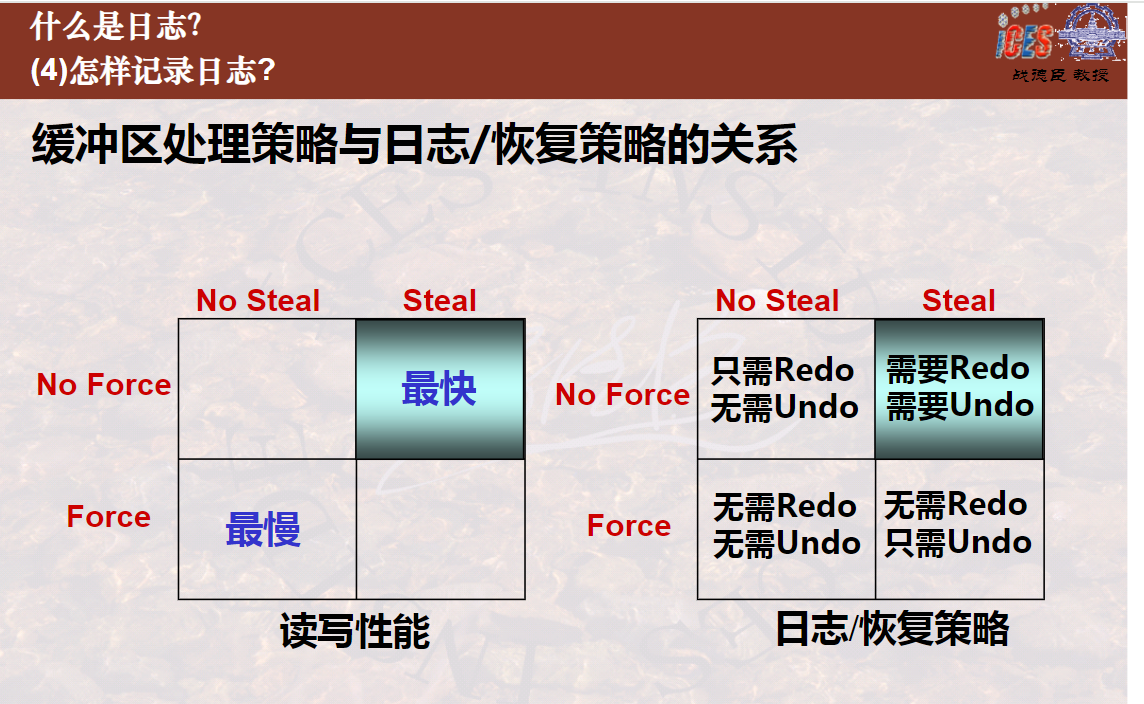 什么是日志?
(4)怎样记录日志?
iCES
战德臣 教授
缓冲区处理策略与日志/恢复策略的关系
No Steal Steal
No Force 最快
Force 最慢
读写性能
No Steal Steal
No Force
只需Redo
无需Undo
需要Redo
需要Undo
Force
无需Redo
无需Undo
无需Redo
只需Undo
日志/恢复策略